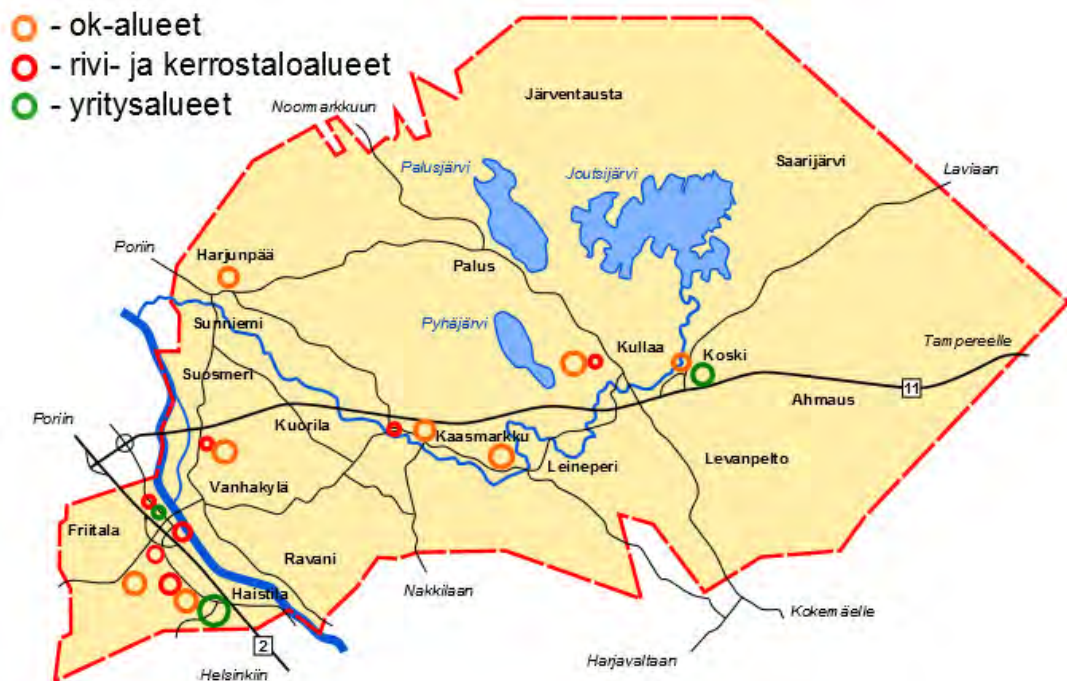 - ok-alueet
- rivi- ja kerrostaloalueet
- yritysalueet
Noormarkkuun
Järventausta
Saarijärvi
Laviaan
Palusjärvi
Joutsijärvi
Poriin
Harjunpää
Palus
Sunniemi
Pyhäjärvi
Kullaa
Koski
Tampereelle
Suosmeri
11
Ahmaus
Poriin
Kuorila
Kaasmarkku
Leineperi
Levanpelto
Vanhakylä
Friitala
Ravani
Nakkilaan
Haistila
Kokemäelle
2
Harjavaltaan
Helsinkiin